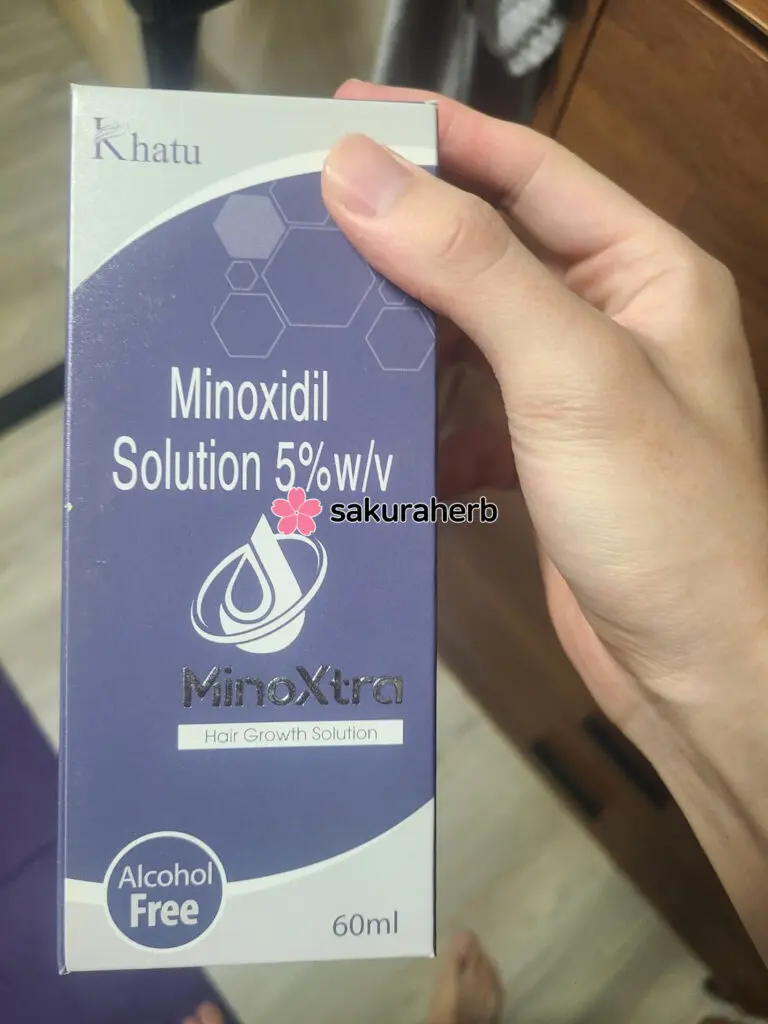 Khatu
Minoxidil
Solution 5%w/v
sakuraherb
MinoXtra
Hair Growth Solution
Alcohol
Free
60ml